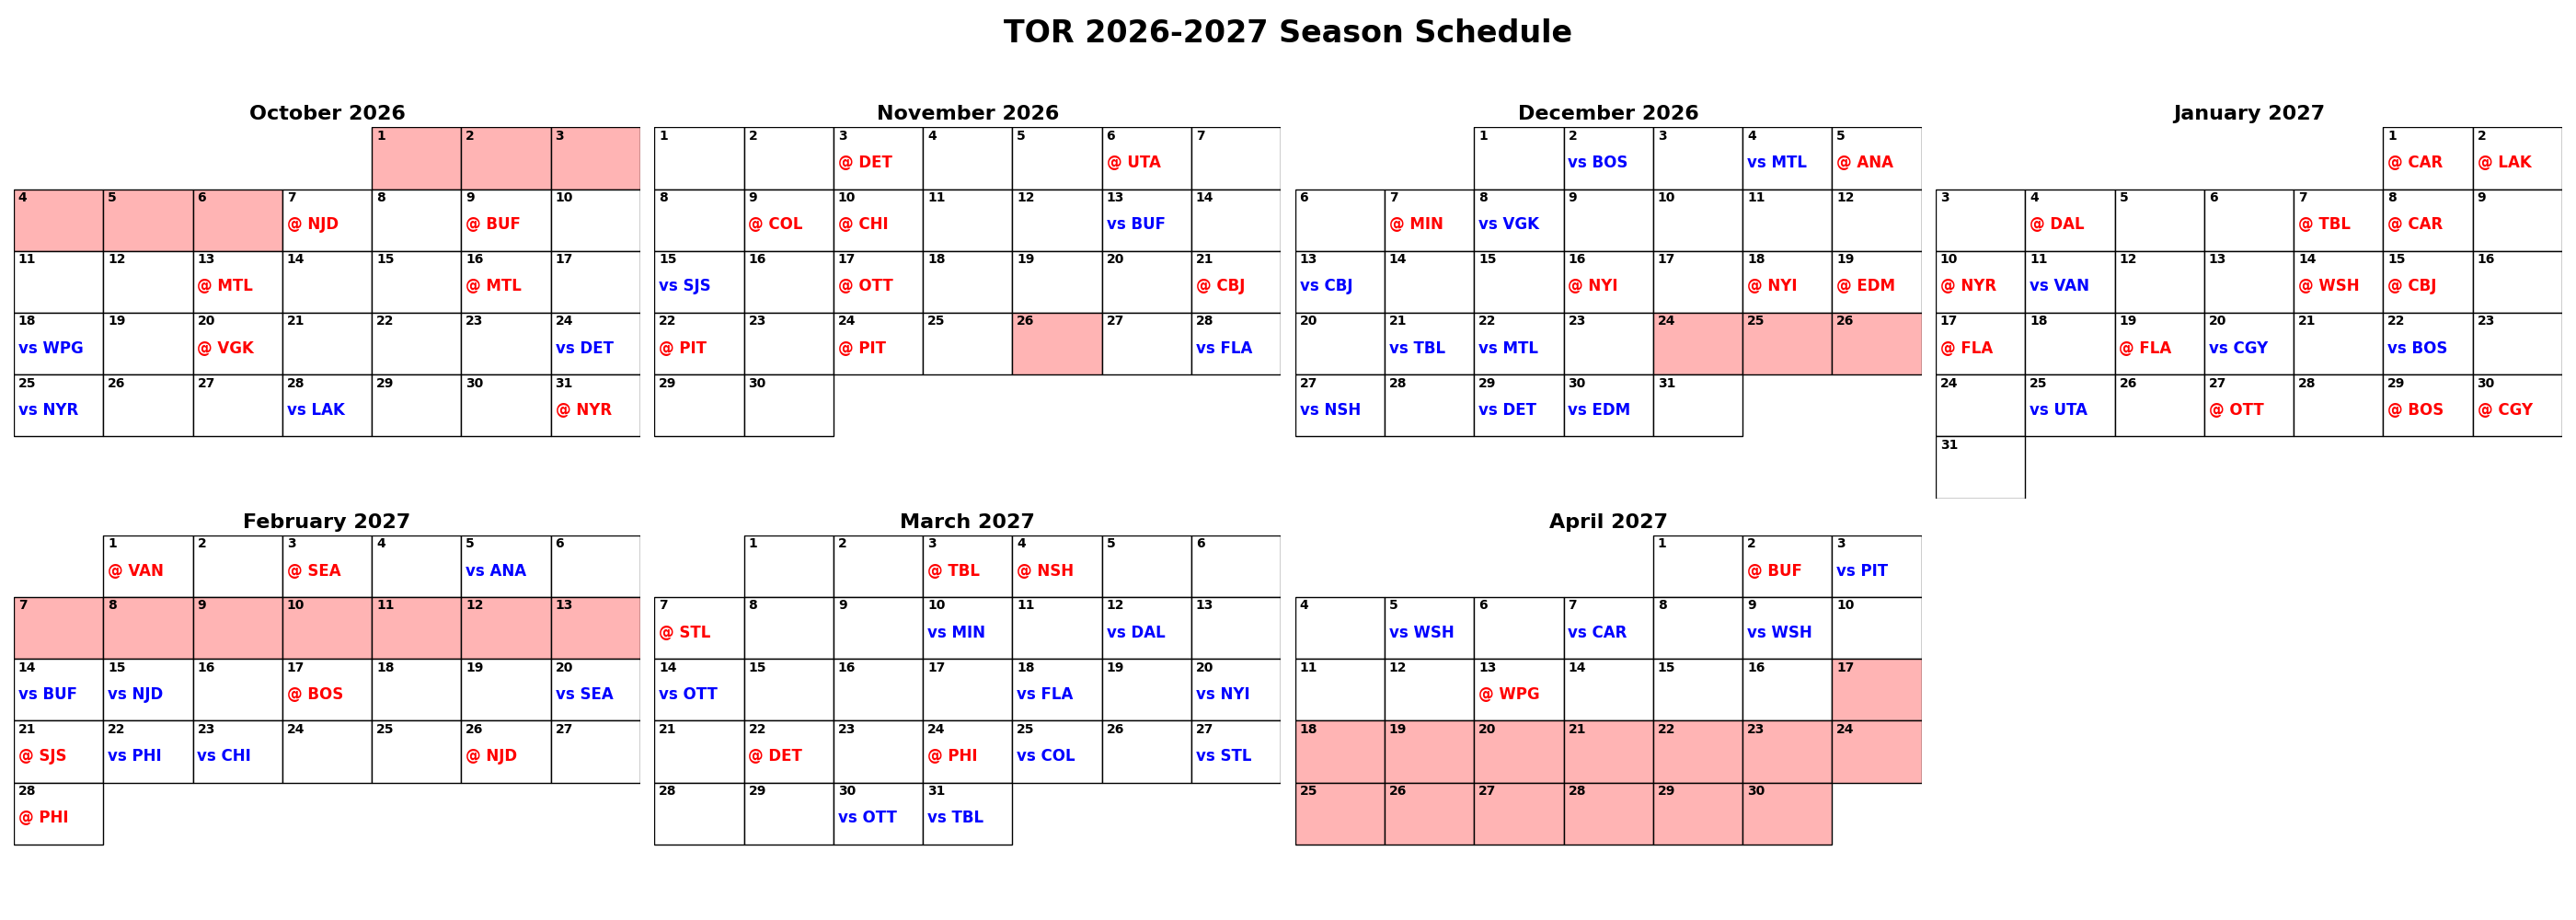 TOR 2026-2027 Season Schedule
October 2026
1 2 3
4 5 6 7 8 9 10
@ NJD @ BUF
11 12 13 14 15 16 17
@ MTL @ MTL
18 19 20 21 22 23 24
vs WPG @ VGK vs DET
25 26 27 28 29 30 31
vs NYR vs LAK @ NYR
November 2026
1 2 3 4 5 6 7
@ DET @ UTA
8 9 10 11 12 13 14
@ COL @ CHI vs BUF
15 16 17 18 19 20 21
vs SJS @ OTT @ CBJ
22 23 24 25 26 27 28
@ PIT @ PIT vs FLA
29 30
December 2026
1 2 3 4 5
vs BOS vs MTL @ ANA
6 7 8 9 10 11 12
@ MIN vs VGK
13 14 15 16 17 18 19
vs CBJ @ NYI @ NYI @ EDM
20 21 22 23 24 25 26
vs TBL vs MTL
27 28 29 30 31
vs NSH vs DET vs EDM
January 2027
1 2
@ CAR @ LAK
3 4 5 6 7 8 9
@ DAL @ TBL @ CAR
10 11 12 13 14 15 16
@ NYR vs VAN @ WSH @ CBJ
17 18 19 20 21 22 23
@ FLA @ FLA vs CGY vs BOS
24 25 26 27 28 29 30
vs UTA @ OTT @ BOS @ CGY
31
February 2027
1 2 3 4 5 6
@ VAN @ SEA vs ANA
7 8 9 10 11 12 13
14 15 16 17 18 19 20
vs BUF vs NJD @ BOS vs SEA
21 22 23 24 25 26 27
@ SJS vs PHI vs CHI @ NJD
28
@ PHI
March 2027
1 2 3 4 5 6
@ TBL @ NSH
7 8 9 10 11 12 13
@ STL vs MIN vs DAL
14 15 16 17 18 19 20
vs OTT vs FLA vs NYI
21 22 23 24 25 26 27
@ DET @ PHI vs COL vs STL
28 29 30 31
vs OTT vs TBL
April 2027
1 2 3
@ BUF vs PIT
4 5 6 7 8 9 10
vs WSH vs CAR vs WSH
11 12 13 14 15 16 17
@ WPG
18 19 20 21 22 23 24
25 26 27 28 29 30